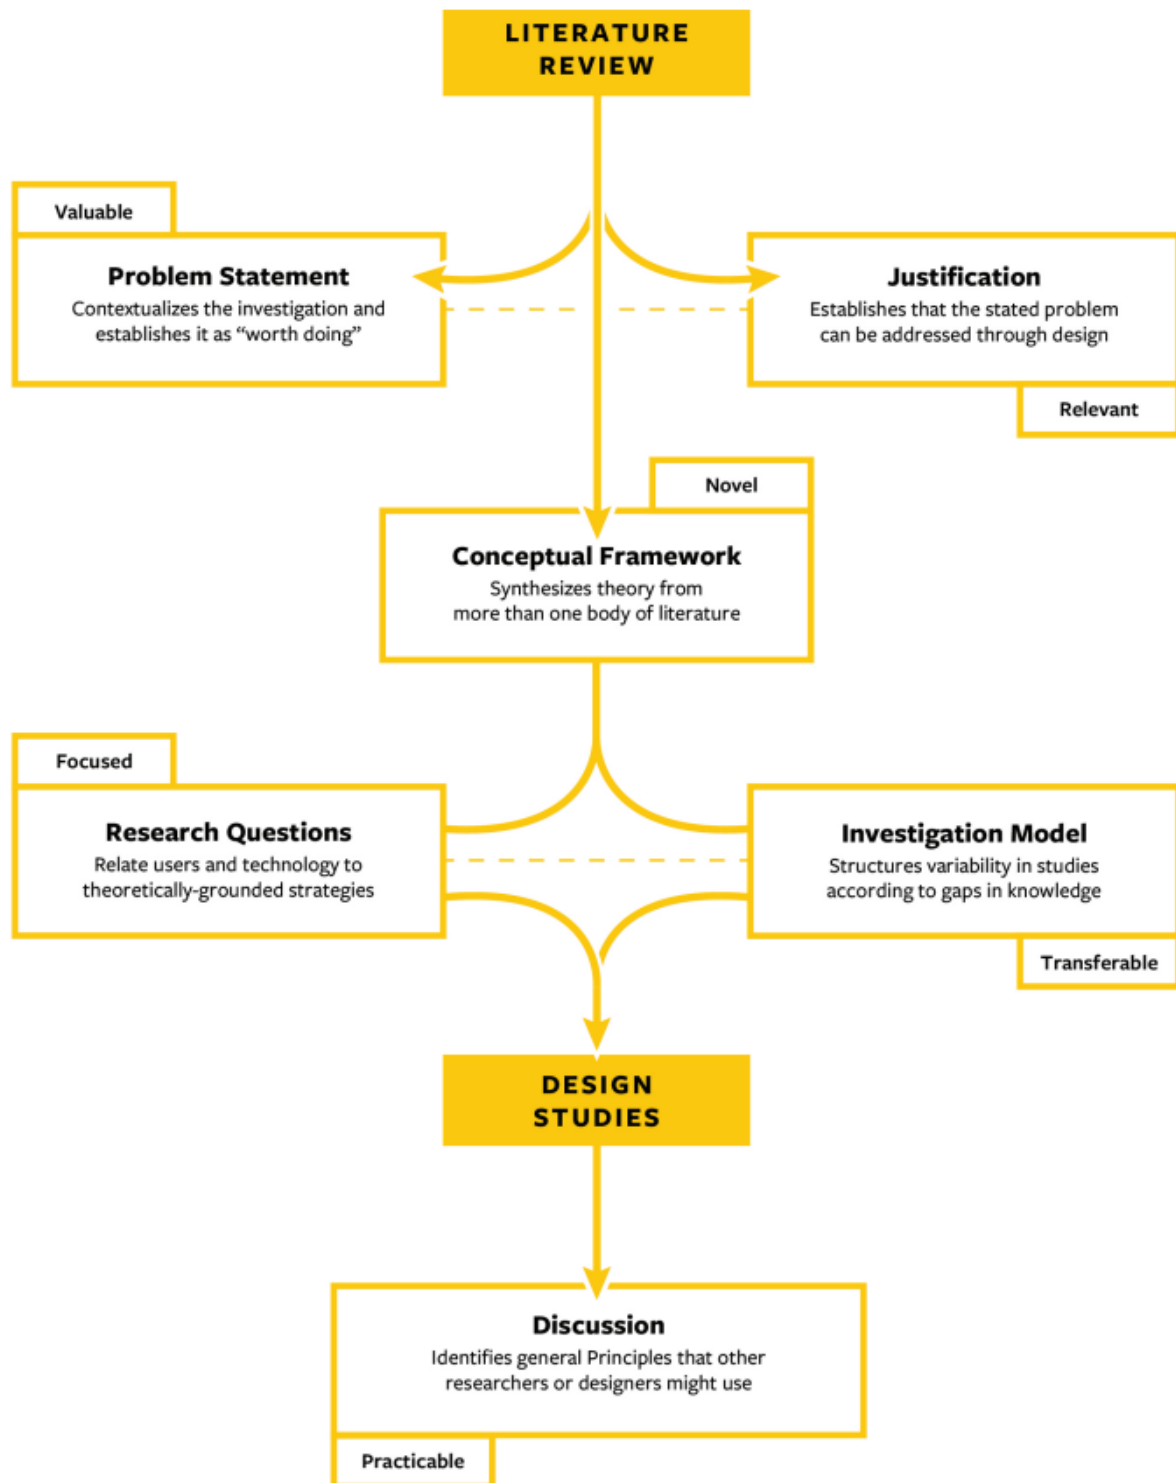 LITERATURE
REVIEW
Valuable
Problem Statement
Contextualizes the investigation and
establishes it as “worth doing”
Justification
Establishes that the stated problem
can be addressed through design
Relevant
Novel
Conceptual Framework
Synthesizes theory from
more than one body of literature
Focused
Research Questions
Relate users and technology to
theoretically-grounded strategies
Investigation Model
Structures variability in studies
according to gaps in knowledge
Transferable
DESIGN
STUDIES
Discussion
Identifies general Principles that other
researchers or designers might use
Practicable